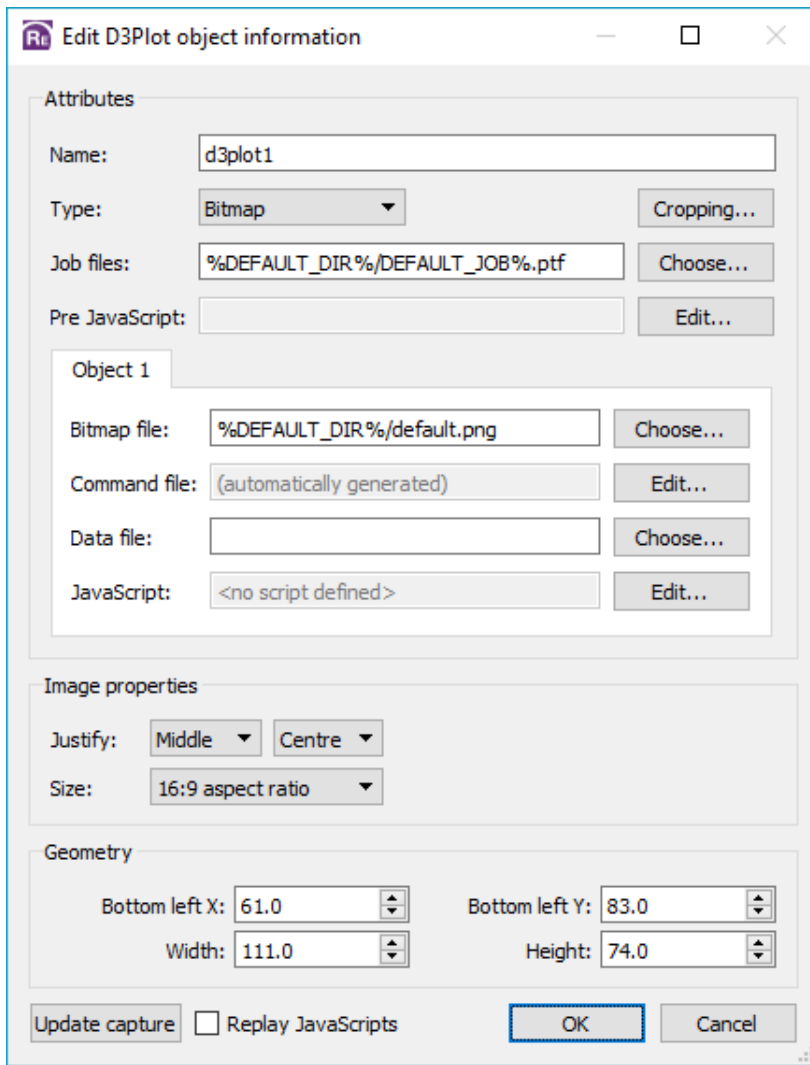 RE Edit D3Plot object information
Attributes
Name: d3plot1
Type: Bitmap Cropping...
Job files: %DEFAULT_DIR%/DEFAULT_JOB%.ptf Choose...
Pre JavaScript: Edit...
Object 1
Bitmap file: %DEFAULT_DIR%/default.png Choose...
Command file: (automatically generated) Edit...
Data file: Choose...
JavaScript: <no script defined> Edit...
Image properties
Justify: Middle Centre
Size: 16:9 aspect ratio
Geometry
Bottom left X: 61.0 Bottom left Y: 83.0
Width: 111.0 Height: 74.0
Update capture Replay JavaScripts OK Cancel